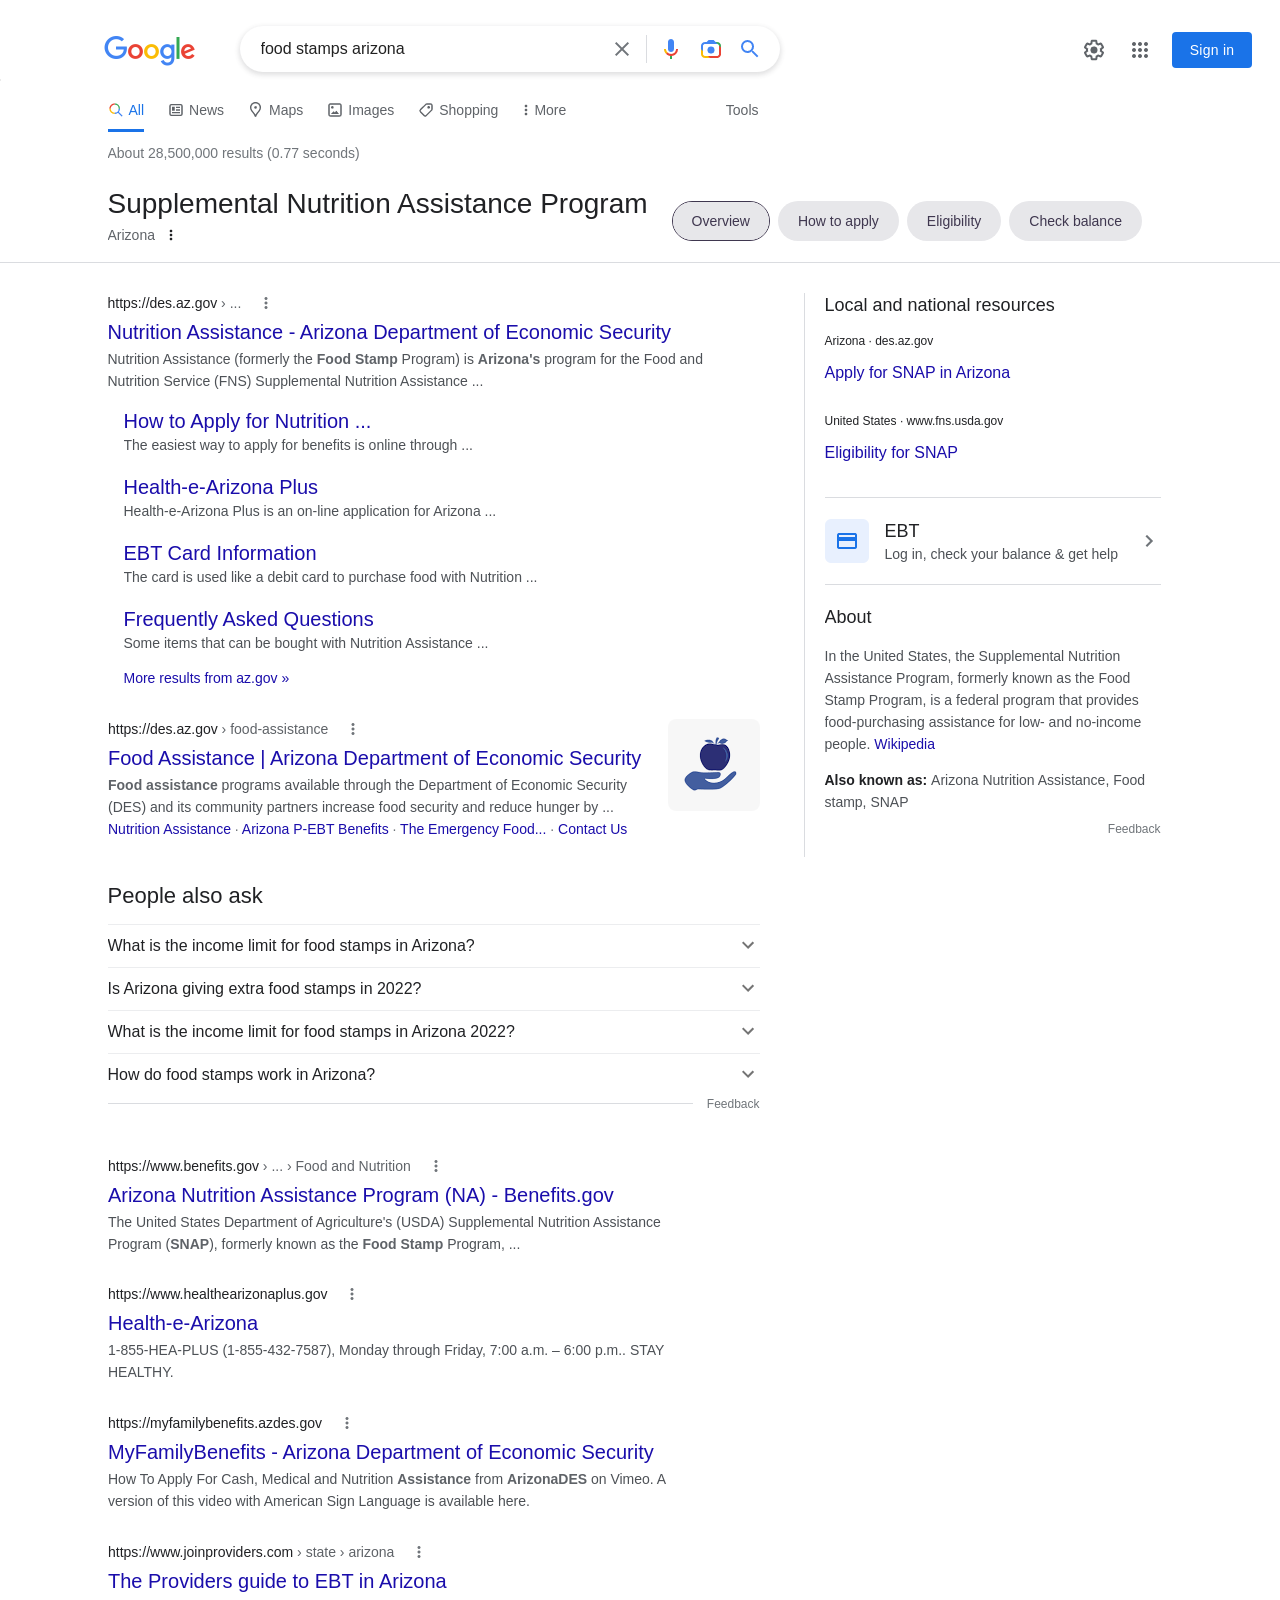 Google
food stamps arizona
Sign in
All
News
Maps
Images
Shopping
More
Tools
About 28,500,000 results (0.77 seconds)
Supplemental Nutrition Assistance Program
Arizona
Overview
How to apply
Eligibility
Check balance
https://des.az.gov › ...
Nutrition Assistance - Arizona Department of Economic Security
Nutrition Assistance (formerly the Food Stamp Program) is Arizona's program for the Food and
Nutrition Service (FNS) Supplemental Nutrition Assistance ...
How to Apply for Nutrition ...
The easiest way to apply for benefits is online through ...
Health-e-Arizona Plus
Health-e-Arizona Plus is an on-line application for Arizona ...
EBT Card Information
The card is used like a debit card to purchase food with Nutrition ...
Frequently Asked Questions
Some items that can be bought with Nutrition Assistance ...
More results from az.gov »
https://des.az.gov › food-assistance
Food Assistance | Arizona Department of Economic Security
Food assistance programs available through the Department of Economic Security
(DES) and its community partners increase food security and reduce hunger by ...
Nutrition Assistance · Arizona P-EBT Benefits · The Emergency Food... · Contact Us
People also ask
What is the income limit for food stamps in Arizona?
Is Arizona giving extra food stamps in 2022?
What is the income limit for food stamps in Arizona 2022?
How do food stamps work in Arizona?
Feedback
https://www.benefits.gov › ... › Food and Nutrition
Arizona Nutrition Assistance Program (NA) - Benefits.gov
The United States Department of Agriculture's (USDA) Supplemental Nutrition Assistance
Program (SNAP), formerly known as the Food Stamp Program, ...
https://www.healthearizonaplus.gov
Health-e-Arizona
1-855-HEA-PLUS (1-855-432-7587), Monday through Friday, 7:00 a.m. – 6:00 p.m.. STAY
HEALTHY.
https://myfamilybenefits.azdes.gov
MyFamilyBenefits - Arizona Department of Economic Security
How To Apply For Cash, Medical and Nutrition Assistance from ArizonaDES on Vimeo. A
version of this video with American Sign Language is available here.
https://www.joinproviders.com › state › arizona
The Providers guide to EBT in Arizona
Local and national resources
Arizona · des.az.gov
Apply for SNAP in Arizona
United States · www.fns.usda.gov
Eligibility for SNAP
EBT
Log in, check your balance & get help
About
In the United States, the Supplemental Nutrition
Assistance Program, formerly known as the Food
Stamp Program, is a federal program that provides
food-purchasing assistance for low- and no-income
people. Wikipedia
Also known as: Arizona Nutrition Assistance, Food
stamp, SNAP
Feedback